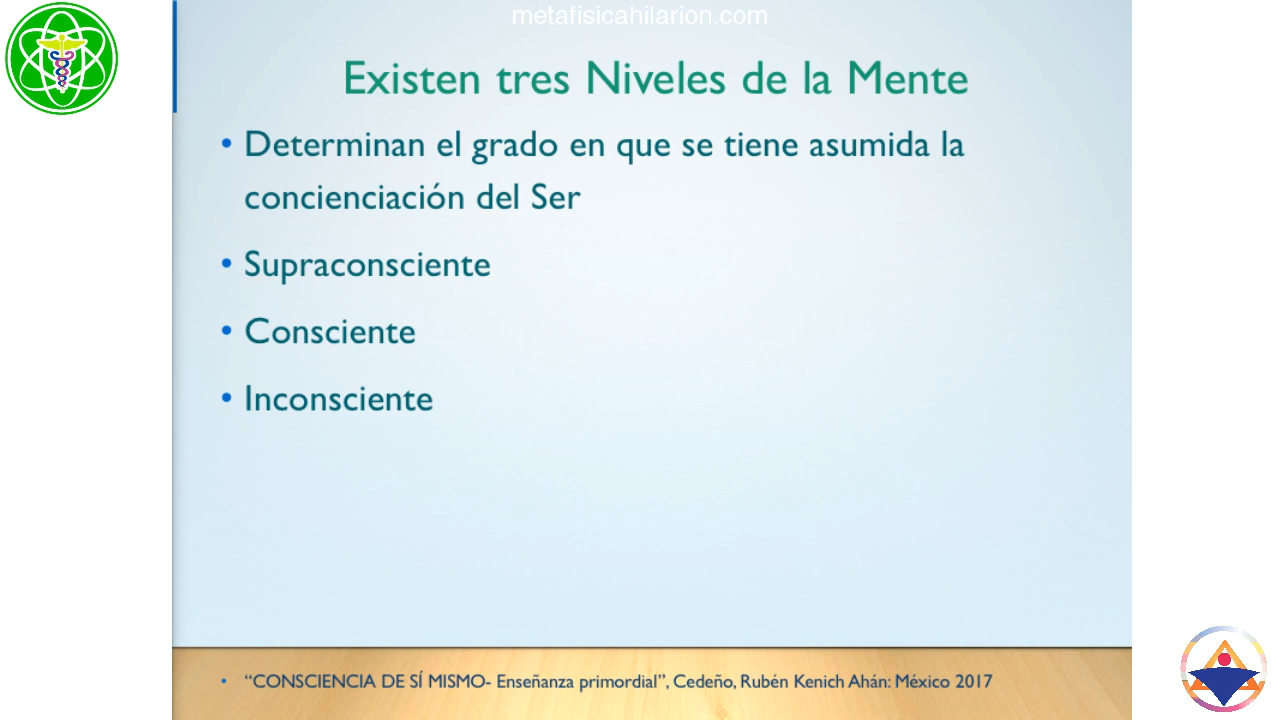 metafisicahilarion.com
Existen tres Niveles de la Mente
• Determinan el grado en que se tiene asumida la
concienciación del Ser
• Supraconsciente
• Consciente
• Inconsciente
• “CONSCIENCIA DE SÍ MISMO- Enseñanza primordial”, Cedeño, Rubén Kenich Ahán: México 2017